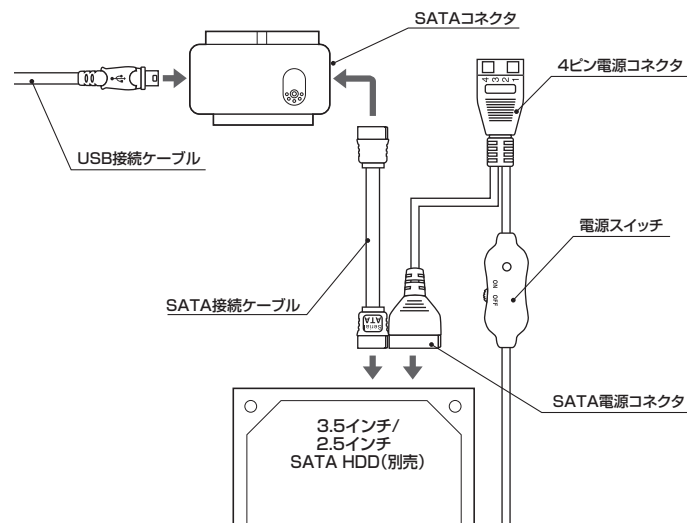 SATAコネクタ
4ピン電源コネクタ
4 3 2 1
USB接続ケーブル
電源スイッチ
ON OFF
SATA接続ケーブル
Serial
ATA
SATA電源コネクタ
3.5インチ/
2.5インチ
SATA HDD(別売)